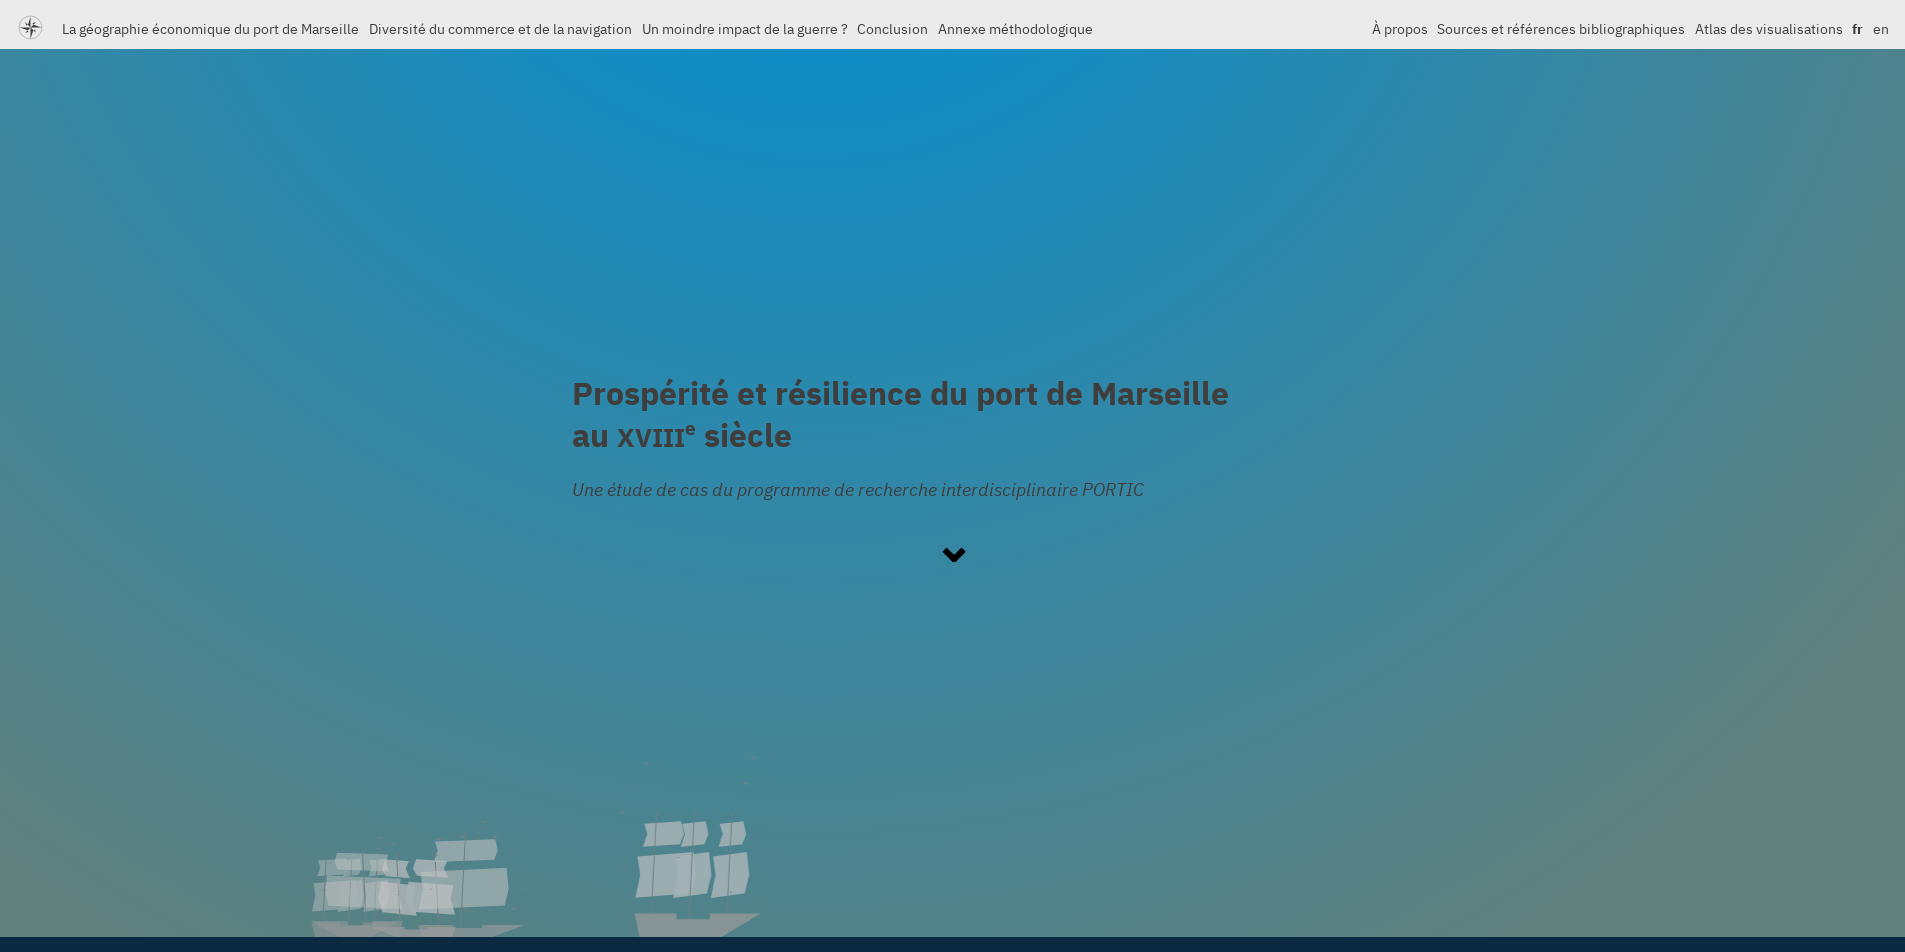 La géographie économique du port de Marseille Diversité du commerce et de la navigation Un moindre impact de la guerre ? Conclusion Annexe méthodologique À propos Sources et références bibliographiques Atlas des visualisations fr en
Prospérité et résilience du port de Marseille
au XVIIIe siècle
Une étude de cas du programme de recherche interdisciplinaire PORTIC